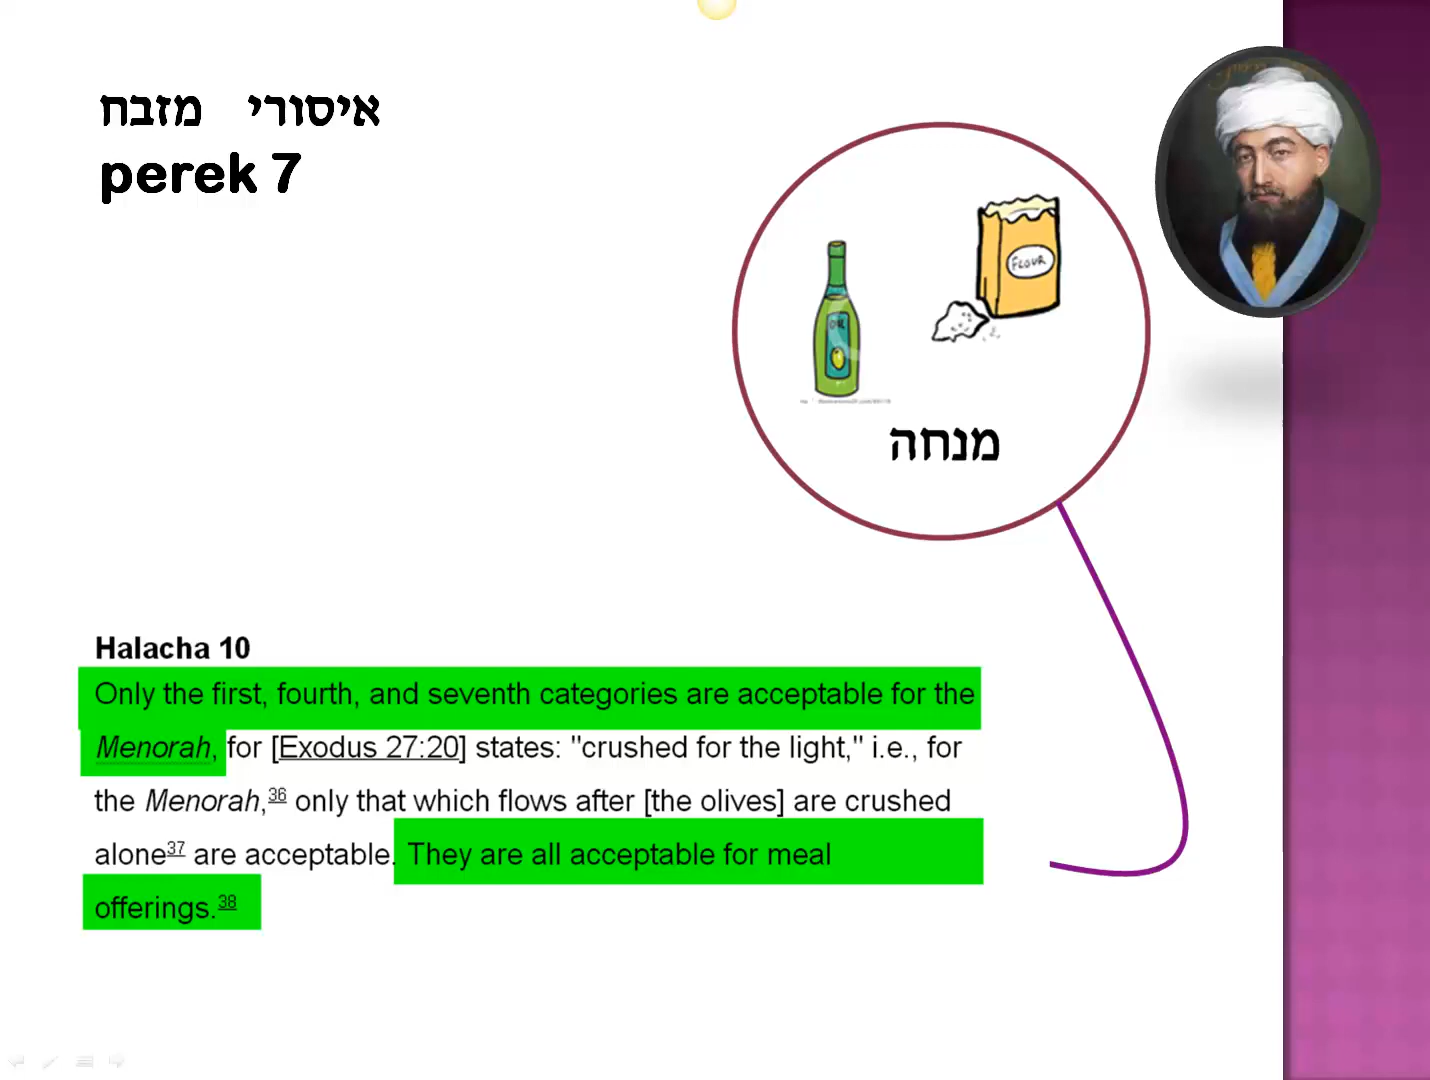 איסורי מזבח
perek 7
FLOUR
OIL
מנחה
Halacha 10
Only the first, fourth, and seventh categories are acceptable for the
Menorah, for [Exodus 27:20] states: "crushed for the light," i.e., for
the Menorah,36 only that which flows after [the olives] are crushed
alone37 are acceptable. They are all acceptable for meal
offerings.38